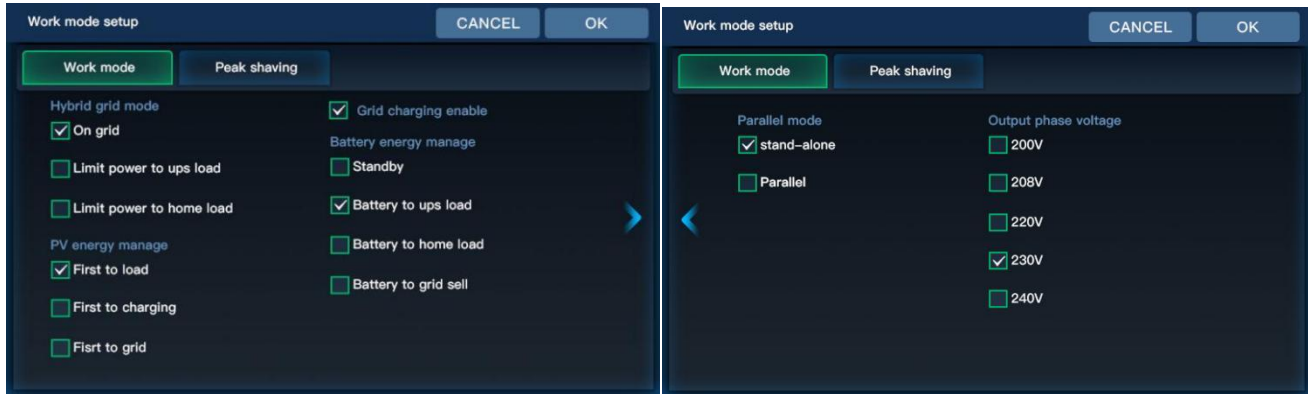 Work mode setup
CANCEL
OK
Work mode
Peak shaving
Hybrid grid mode
On grid
Limit power to ups load
Limit power to home load
PV energy manage
First to load
First to charging
Fisrt to grid
Grid charging enable
Battery energy manage
Standby
Battery to ups load
Battery to home load
Battery to grid sell
Work mode setup
CANCEL
OK
Work mode
Peak shaving
Parallel mode
stand-alone
Parallel
Output phase voltage
200V
208V
220V
230V
240V